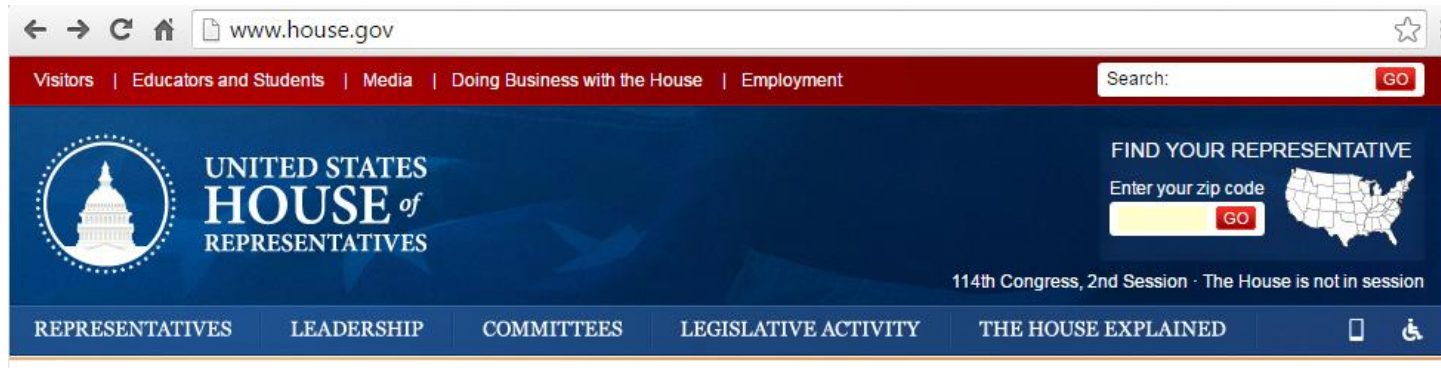 www.house.gov
Visitors | Educators and Students | Media | Doing Business with the House | Employment
Search: GO
UNITED STATES
HOUSE of
REPRESENTATIVES
FIND YOUR REPRESENTATIVE
Enter your zip code
GO
114th Congress, 2nd Session · The House is not in session
REPRESENTATIVES LEADERSHIP COMMITTEES LEGISLATIVE ACTIVITY THE HOUSE EXPLAINED